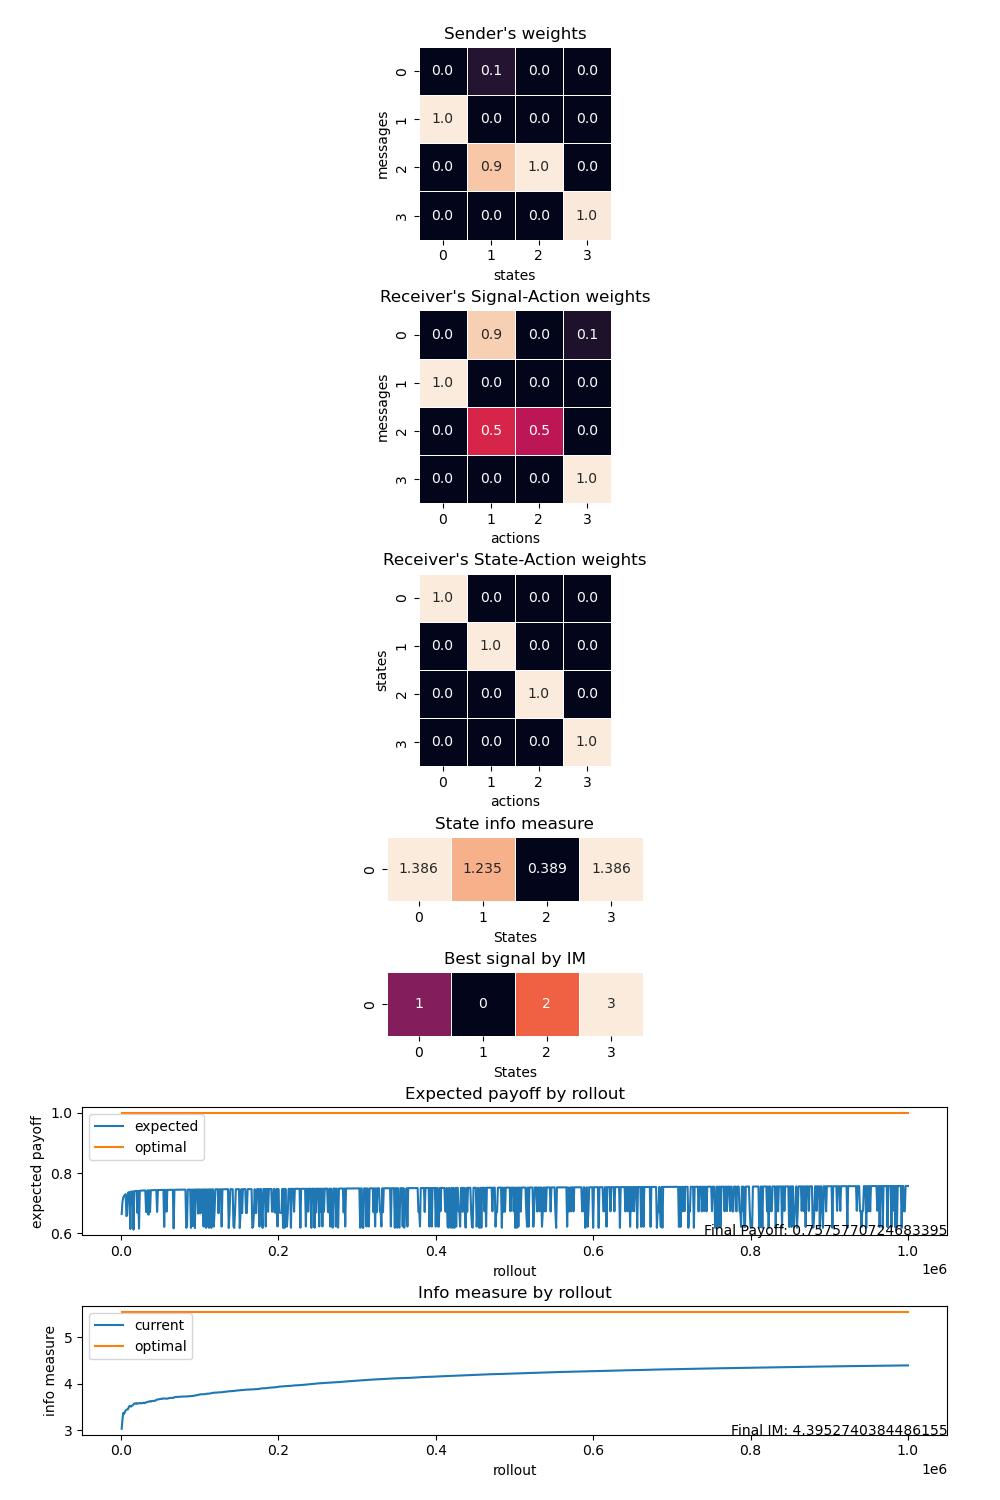 Sender's weights
0 0.0 0.1 0.0 0.0
1 1.0 0.0 0.0 0.0
messages
2 0.0 0.9 1.0 0.0
3 0.0 0.0 0.0 1.0
0 1 2 3
states
Receiver's Signal-Action weights
0 0.0 0.9 0.0 0.1
1 1.0 0.0 0.0 0.0
messages
2 0.0 0.5 0.5 0.0
3 0.0 0.0 0.0 1.0
0 1 2 3
actions
Receiver's State-Action weights
0 1.0 0.0 0.0 0.0
1 0.0 1.0 0.0 0.0
states
2 0.0 0.0 1.0 0.0
3 0.0 0.0 0.0 1.0
0 1 2 3
actions
State info measure
0 1.386 1.235 0.389 1.386
0 1 2 3
States
Best signal by IM
0 1 0 2 3
0 1 2 3
States
Expected payoff by rollout
expected payoff
1.0
0.8
0.6
expected
optimal
Final Payoff: 0.7575770724683395
0.0 0.2 0.4 0.6 0.8 1.0
1e6
rollout
Info measure by rollout
info measure
5
4
3
current
optimal
Final IM: 4.3952740384486155
0.0 0.2 0.4 0.6 0.8 1.0
1e6
rollout